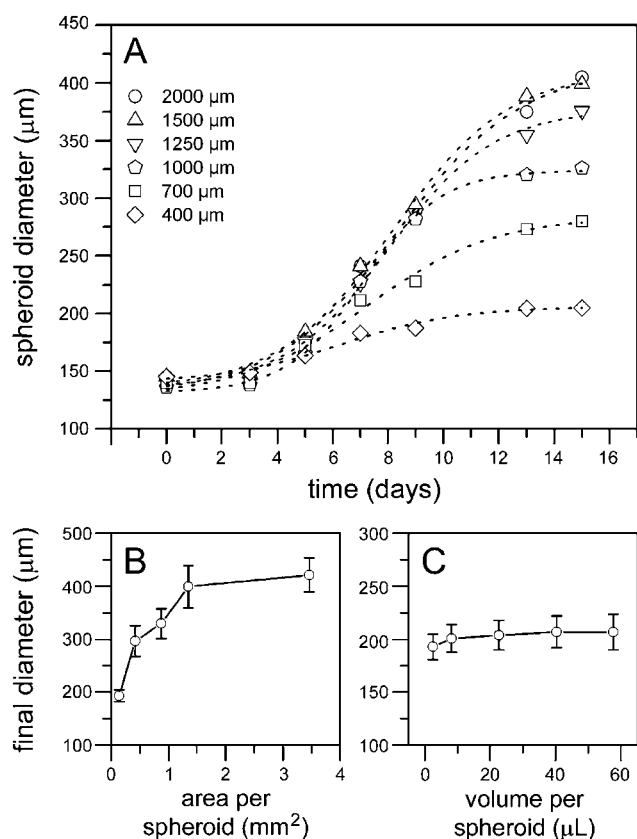 A
450
400
350
300
250
200
150
100
spheroid diameter (μm)
2000 μm
1500 μm
1250 μm
1000 μm
700 μm
400 μm
0 2 4 6 8 10 12 14 16
time (days)
B
500
400
300
200
100
final diameter (μm)
0 1 2 3 4
area per
spheroid (mm²)
C
300
250
200
150
100
0 20 40 60
volume per
spheroid (μL)